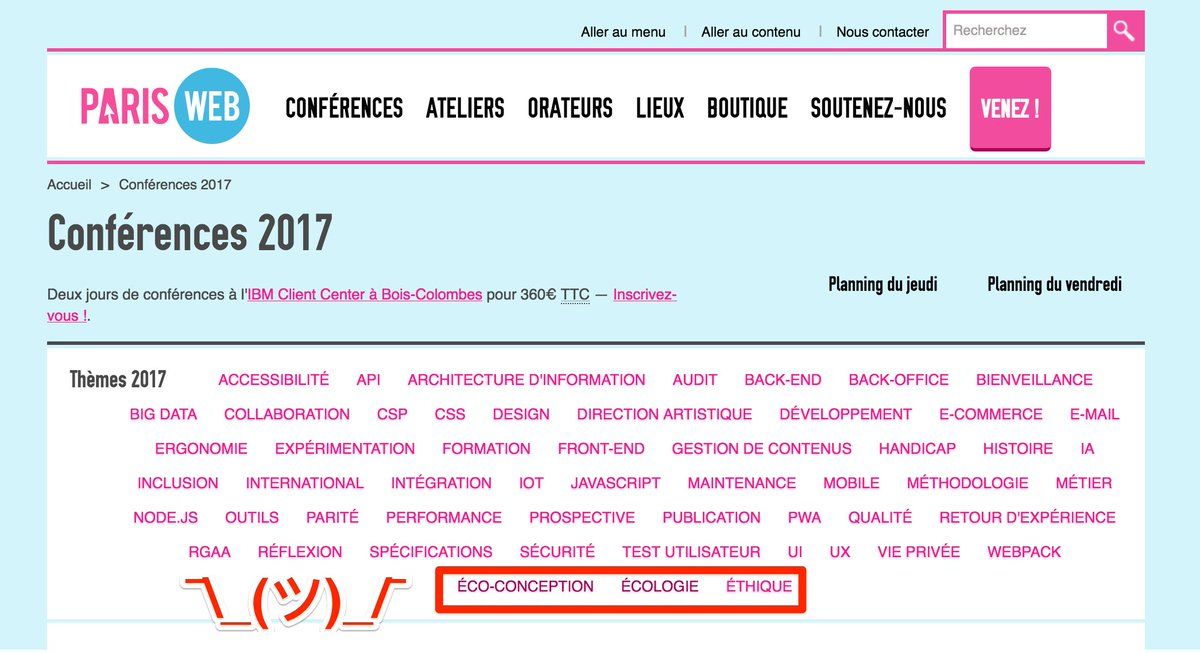 Aller au menu | Aller au contenu | Nous contacter Recherchez
PARIS WEB CONFÉRENCES ATELIERS ORATEURS LIEUX BOUTIQUE SOUTENEZ-NOUS VENEZ !
Accueil > Conférences 2017
Conférences 2017
Planning du jeudi Planning du vendredi
Deux jours de conférences à l'IBM Client Center à Bois-Colombes pour 360€ TTC — Inscrivez-
vous !.
Thèmes 2017 ACCESSIBILITÉ API ARCHITECTURE D'INFORMATION AUDIT BACK-END BACK-OFFICE BIENVEILLANCE
BIG DATA COLLABORATION CSP CSS DESIGN DIRECTION ARTISTIQUE DÉVELOPPEMENT E-COMMERCE E-MAIL
ERGONOMIE EXPÉRIMENTATION FORMATION FRONT-END GESTION DE CONTENUS HANDICAP HISTOIRE IA
INCLUSION INTERNATIONAL INTÉGRATION IOT JAVASCRIPT MAINTENANCE MOBILE MÉTHODOLOGIE MÉTIER
NODE.JS OUTILS PARITÉ PERFORMANCE PROSPECTIVE PUBLICATION PWA QUALITÉ RETOUR D'EXPÉRIENCE
RGAA RÉFLEXION SPÉCIFICATIONS SÉCURITÉ TEST UTILISATEUR UI UX VIE PRIVÉE WEBPACK
¯\_(ツ)_/¯ ÉCO-CONCEPTION ÉCOLOGIE ÉTHIQUE